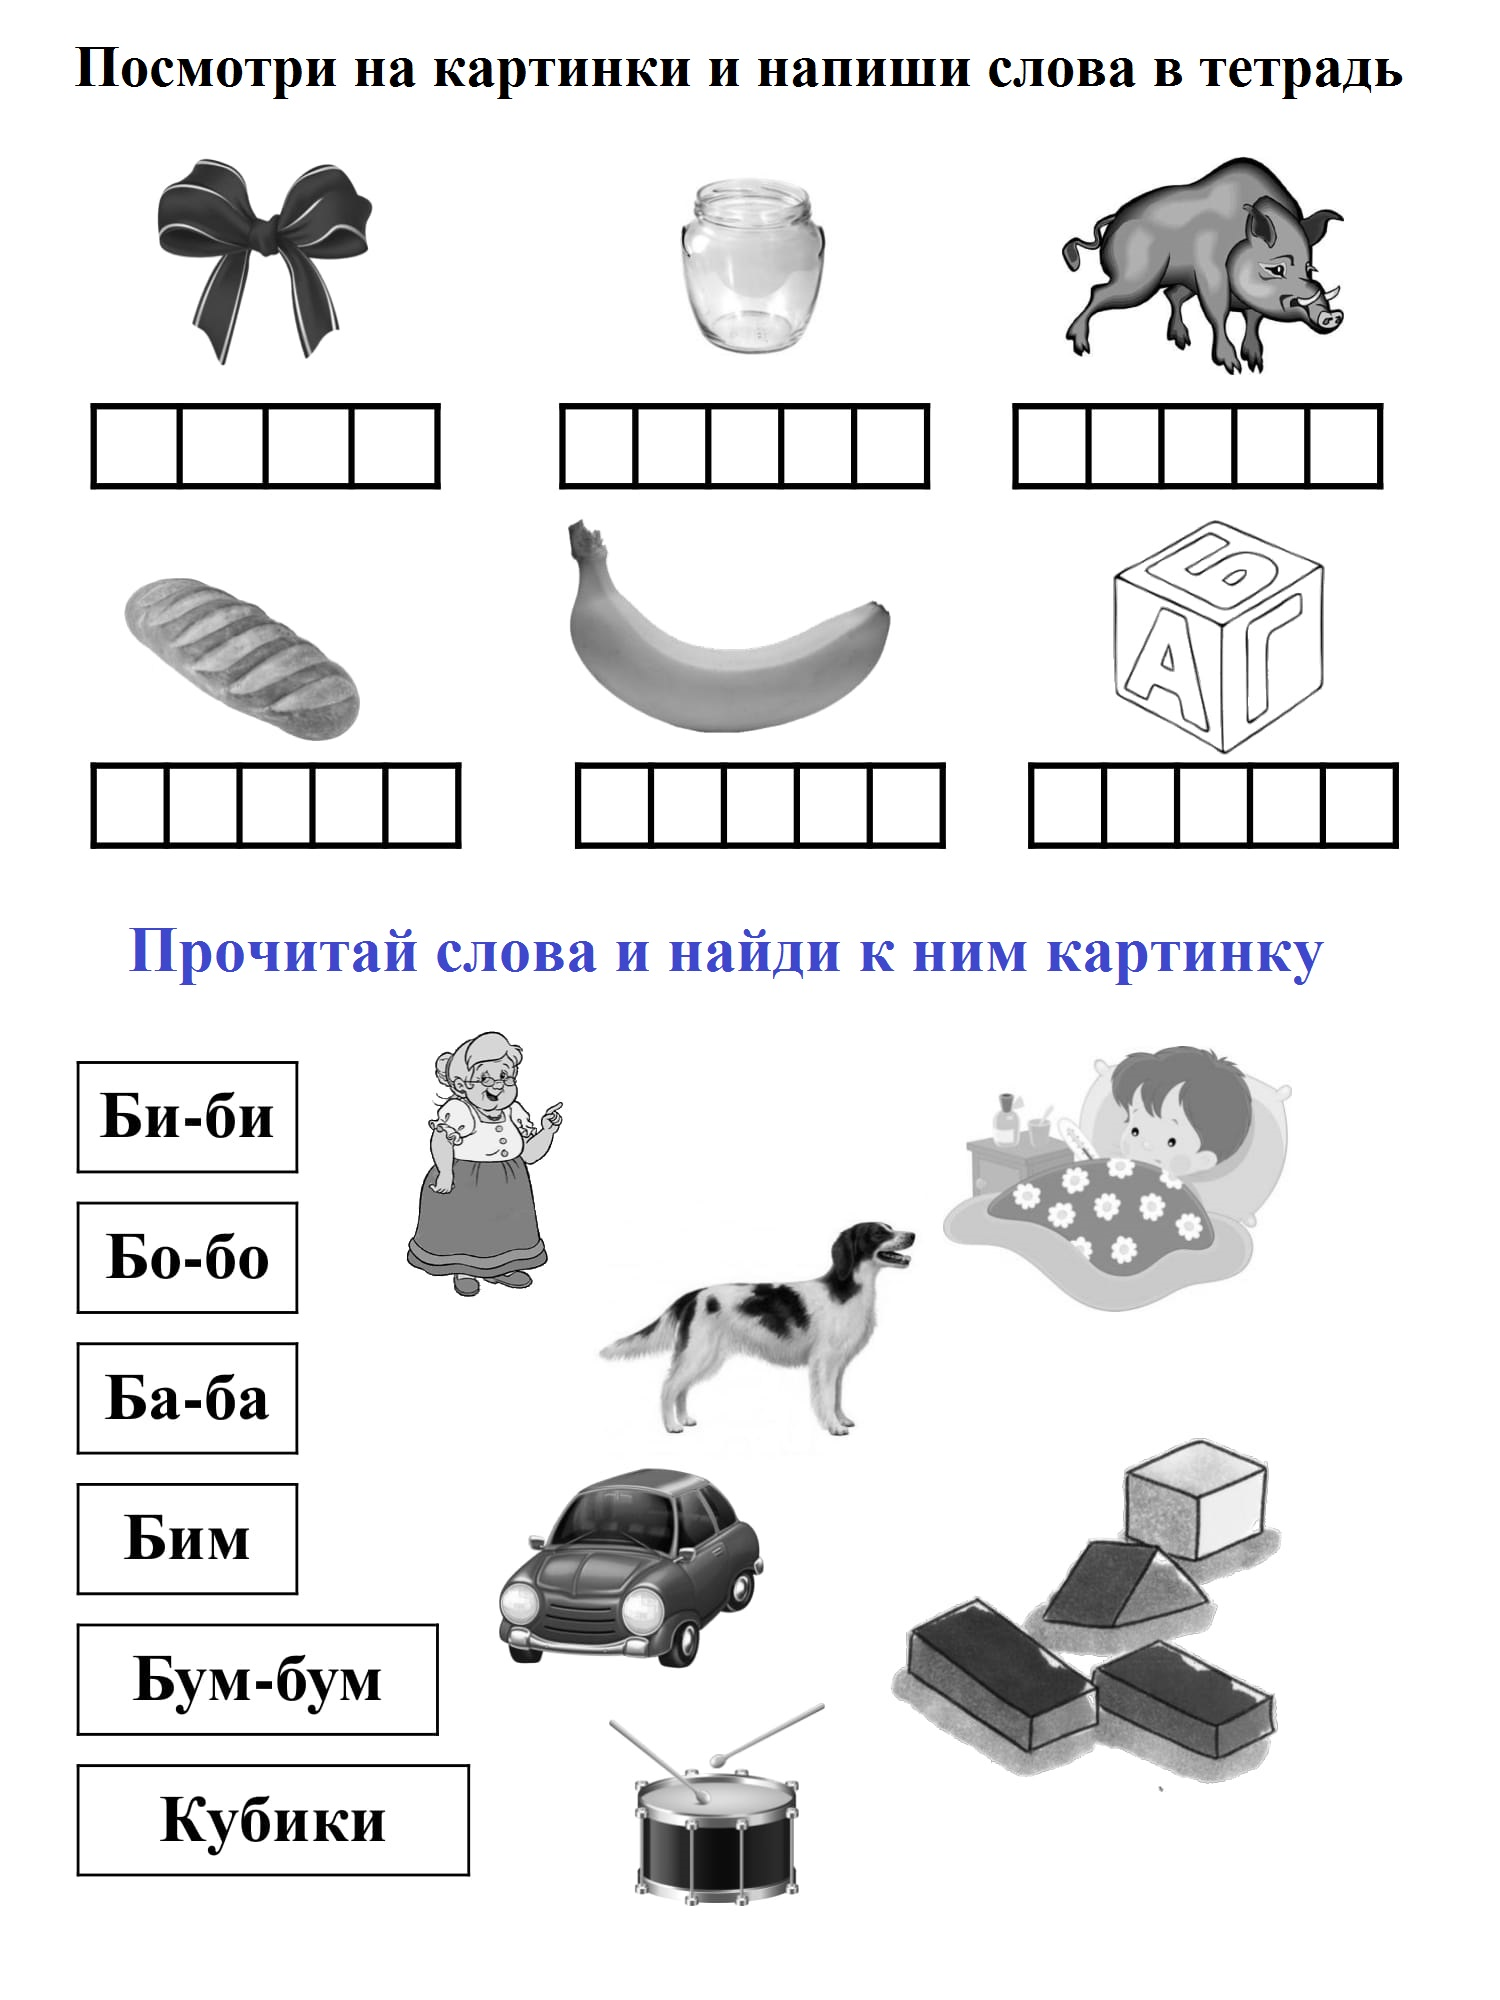 Посмотри на картинки и напиши слова в тетрадь
Б
А Г
Прочитай слова и найди к ним картинку
Би-би
Бо-бо
Ба-ба
Бим
Бум-бум
Кубики